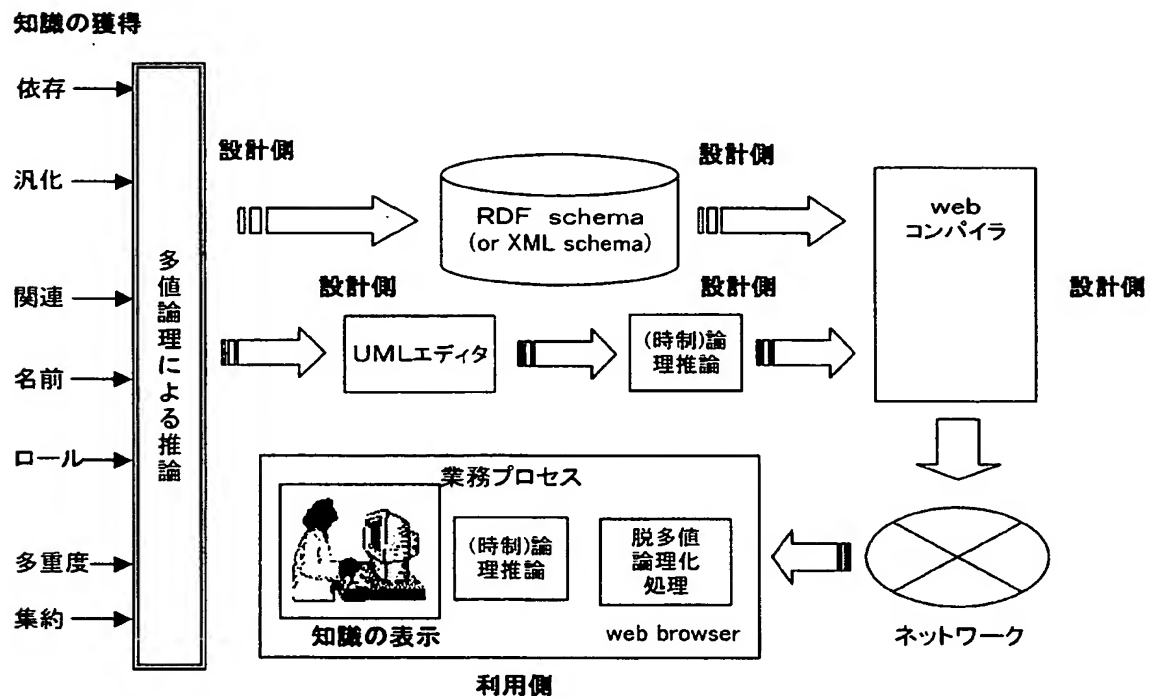 知識の獲得
依存
汎化
関連
名前
ロール
多重度
集約
多値論理による推論
設計側
RDF schema
(or XML schema)
設計側
web
コンパイラ
設計側
設計側
UMLエディタ
設計側
(時制)論
理推論
業務プロセス
知識の表示
(時制)論
理推論
脱多値
論理化
処理
web browser
ネットワーク
利用側